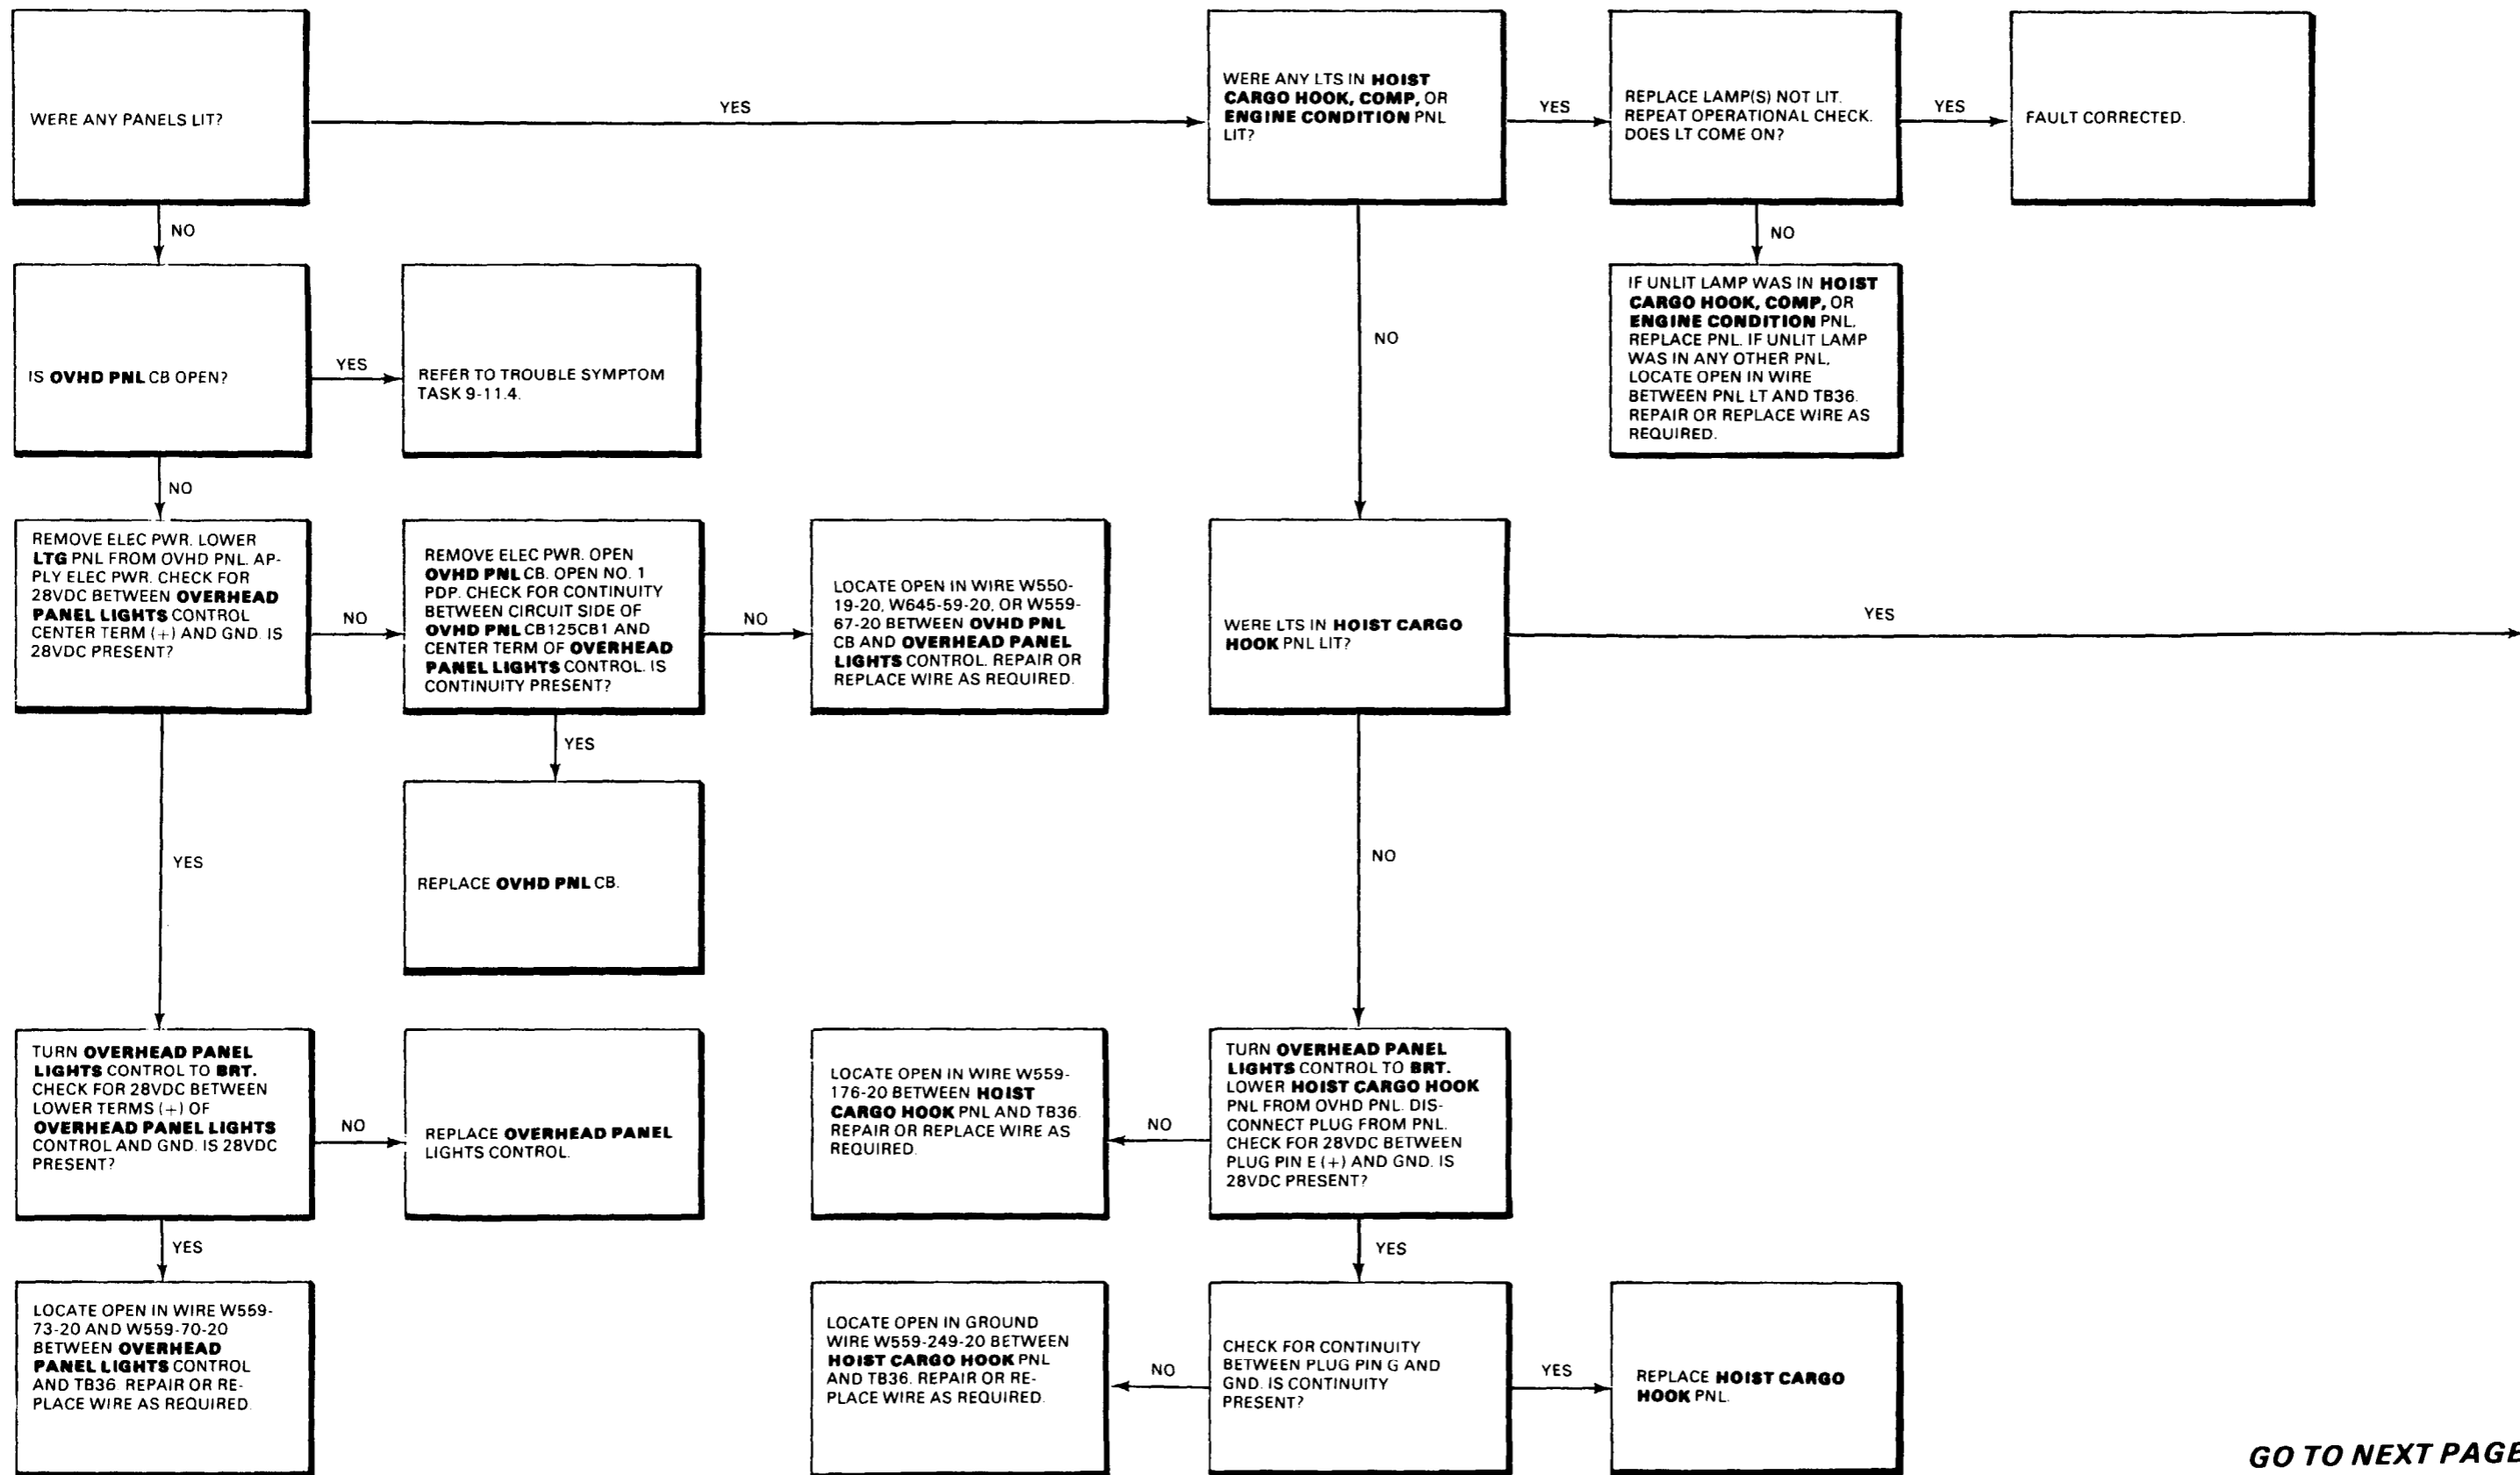 WERE ANY PANELS LIT?
YES
WERE ANY LTS IN HOIST
CARGO HOOK, COMP, OR
ENGINE CONDITION PNL
LIT?
YES
REPLACE LAMP(S) NOT LIT.
REPEAT OPERATIONAL CHECK.
DOES LT COME ON?
YES
FAULT CORRECTED.
NO
NO
NO
IS OVHD PNL CB OPEN?
YES
REFER TO TROUBLE SYMPTOM
TASK 9-11.4.
IF UNLIT LAMP WAS IN HOIST
CARGO HOOK, COMP, OR
ENGINE CONDITION PNL,
REPLACE PNL. IF UNLIT LAMP
WAS IN ANY OTHER PNL,
LOCATE OPEN IN WIRE
BETWEEN PNL LT AND TB36.
REPAIR OR REPLACE WIRE AS
REQUIRED.
NO
REMOVE ELEC PWR. LOWER
LTG PNL FROM OVHD PNL. AP-
PLY ELEC PWR. CHECK FOR
28VDC BETWEEN OVERHEAD
PANEL LIGHTS CONTROL
CENTER TERM (+) AND GND. IS
28VDC PRESENT?
NO
REMOVE ELEC PWR. OPEN
OVHD PNL CB. OPEN NO. 1
PDP. CHECK FOR CONTINUITY
BETWEEN CIRCUIT SIDE OF
OVHD PNL CB125CB1 AND
CENTER TERM OF OVERHEAD
PANEL LIGHTS CONTROL. IS
CONTINUITY PRESENT?
NO
LOCATE OPEN IN WIRE W550-
19-20, W645-59-20, OR W559-
67-20 BETWEEN OVHD PNL
CB AND OVERHEAD PANEL
LIGHTS CONTROL. REPAIR OR
REPLACE WIRE AS REQUIRED.
WERE LTS IN HOIST CARGO
HOOK PNL LIT?
YES
YES
YES
REPLACE OVHD PNL CB.
NO
TURN OVERHEAD PANEL
LIGHTS CONTROL TO BRT.
CHECK FOR 28VDC BETWEEN
LOWER TERMS (+) OF
OVERHEAD PANEL LIGHTS
CONTROL AND GND. IS 28VDC
PRESENT?
NO
REPLACE OVERHEAD PANEL
LIGHTS CONTROL.
LOCATE OPEN IN WIRE W559-
176-20 BETWEEN HOIST
CARGO HOOK PNL AND TB36.
REPAIR OR REPLACE WIRE AS
REQUIRED.
NO
TURN OVERHEAD PANEL
LIGHTS CONTROL TO BRT.
LOWER HOIST CARGO HOOK
PNL FROM OVHD PNL. DIS-
CONNECT PLUG FROM PNL.
CHECK FOR 28VDC BETWEEN
PLUG PIN E (+) AND GND. IS
28VDC PRESENT?
YES
YES
LOCATE OPEN IN WIRE W559-
73-20 AND W559-70-20
BETWEEN OVERHEAD
PANEL LIGHTS CONTROL
AND TB36. REPAIR OR RE-
PLACE WIRE AS REQUIRED.
LOCATE OPEN IN GROUND
WIRE W559-249-20 BETWEEN
HOIST CARGO HOOK PNL
AND TB36. REPAIR OR RE-
PLACE WIRE AS REQUIRED.
NO
CHECK FOR CONTINUITY
BETWEEN PLUG PIN G AND
GND. IS CONTINUITY
PRESENT?
YES
REPLACE HOIST CARGO
HOOK PNL.
GO TO NEXT PAGE